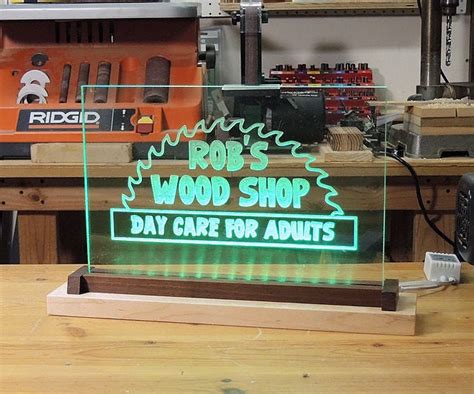 RIDGID
ROB'S
WOOD SHOP
DAY CARE FOR ADULTS